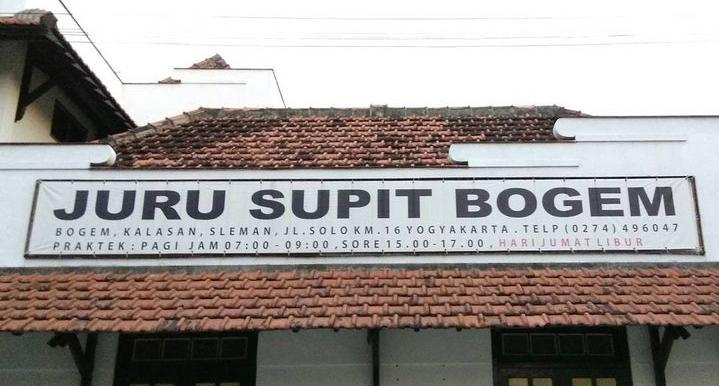 JURU SUPIT BOGEM
BOGEM, KALASAN, SLEMAN, JL. SOLO KM. 16 YOGYAKARTA. TELP (0274) 496047
PRAKTEK : PAGI JAM 07:00 - 09:00, SORE 15.00 - 17.00, HARI JUMAT LIBUR